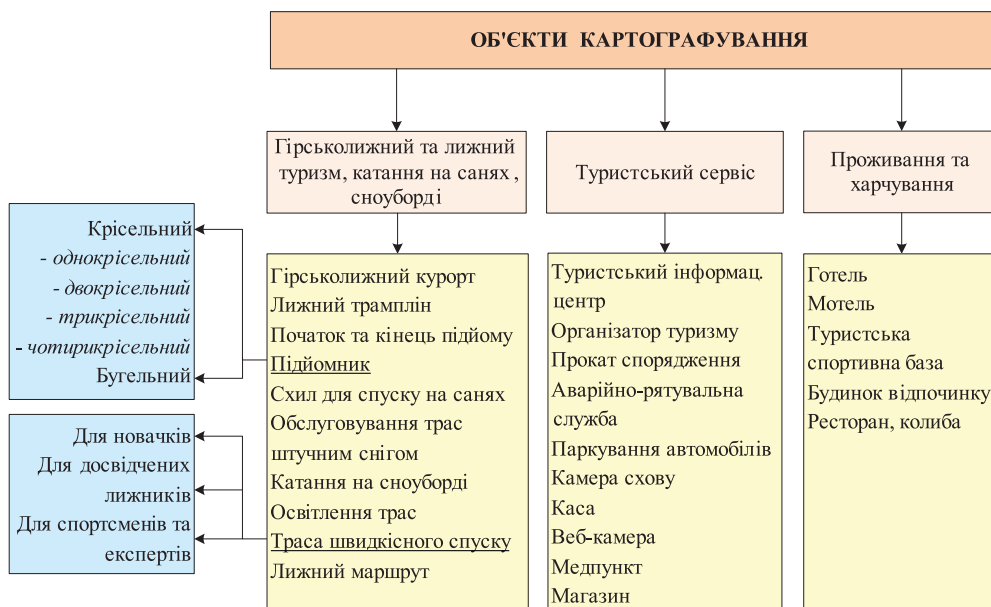 ОБ'ЄКТИ КАРТОГРАФУВАННЯ
Гірськолижний та лижний
туризм, катання на санях ,
сноуборді
Туристський сервіс
Проживання та
харчування
Крісельний
- однокрісельний
- двокрісельний
- трикрісельний
- чотирикрісельний
Бугельний
Для новачків
Для досвідчених
лижників
Для спортсменів та
експертів
Гірськолижний курорт
Лижний трамплін
Початок та кінець підйому
Підйомник
Схил для спуску на санях
Обслуговування трас
штучним снігом
Катання на сноуборді
Освітлення трас
Траса швидкісного спуску
Лижний маршрут
Туристський інформац.
центр
Організатор туризму
Прокат спорядження
Аварійно-рятувальна
служба
Паркування автомобілів
Камера схову
Каса
Веб-камера
Медпункт
Магазин
Готель
Мотель
Туристська
спортивна база
Будинок відпочинку
Ресторан, колиба